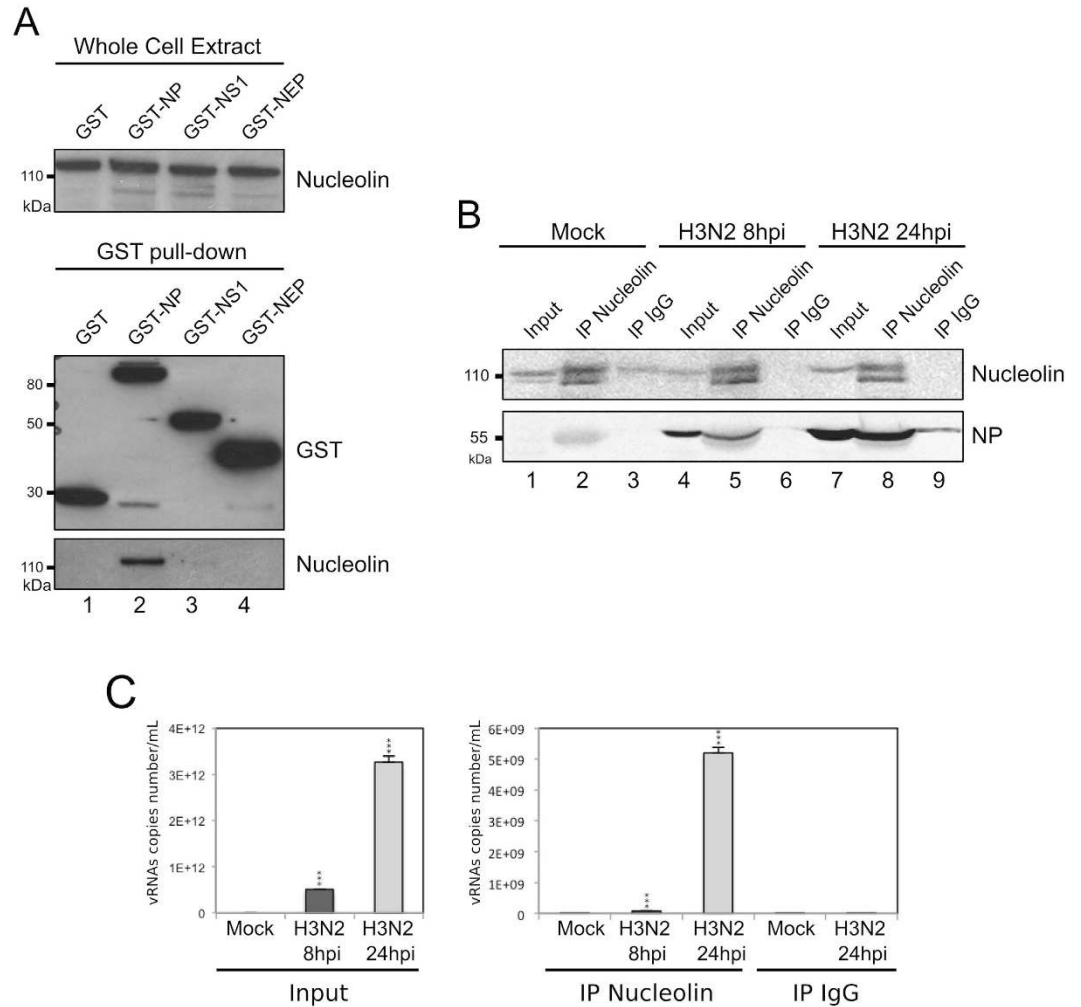 A
Whole Cell Extract
GST GST-NP GST-NS1 GST-NEP
110
kDa
Nucleolin
GST pull-down
GST GST-NP GST-NS1 GST-NEP
80
50
30
GST
110
kDa
Nucleolin
1 2 3 4
B
Mock H3N2 8hpi H3N2 24hpi
Input IP Nucleolin IP IgG Input IP Nucleolin IP IgG Input IP Nucleolin IP IgG
110
Nucleolin
55
kDa
NP
1 2 3 4 5 6 7 8 9
C
vRNAs copies number/mL
4E+12
3E+12
2E+12
1E+12
0
***
***
Mock H3N2 8hpi H3N2 24hpi
Input
vRNAs copies number/mL
6E+09
5E+09
4E+09
3E+09
2E+09
1E+09
0
***
***
Mock H3N2 8hpi H3N2 24hpi Mock H3N2 24hpi
IP Nucleolin IP IgG